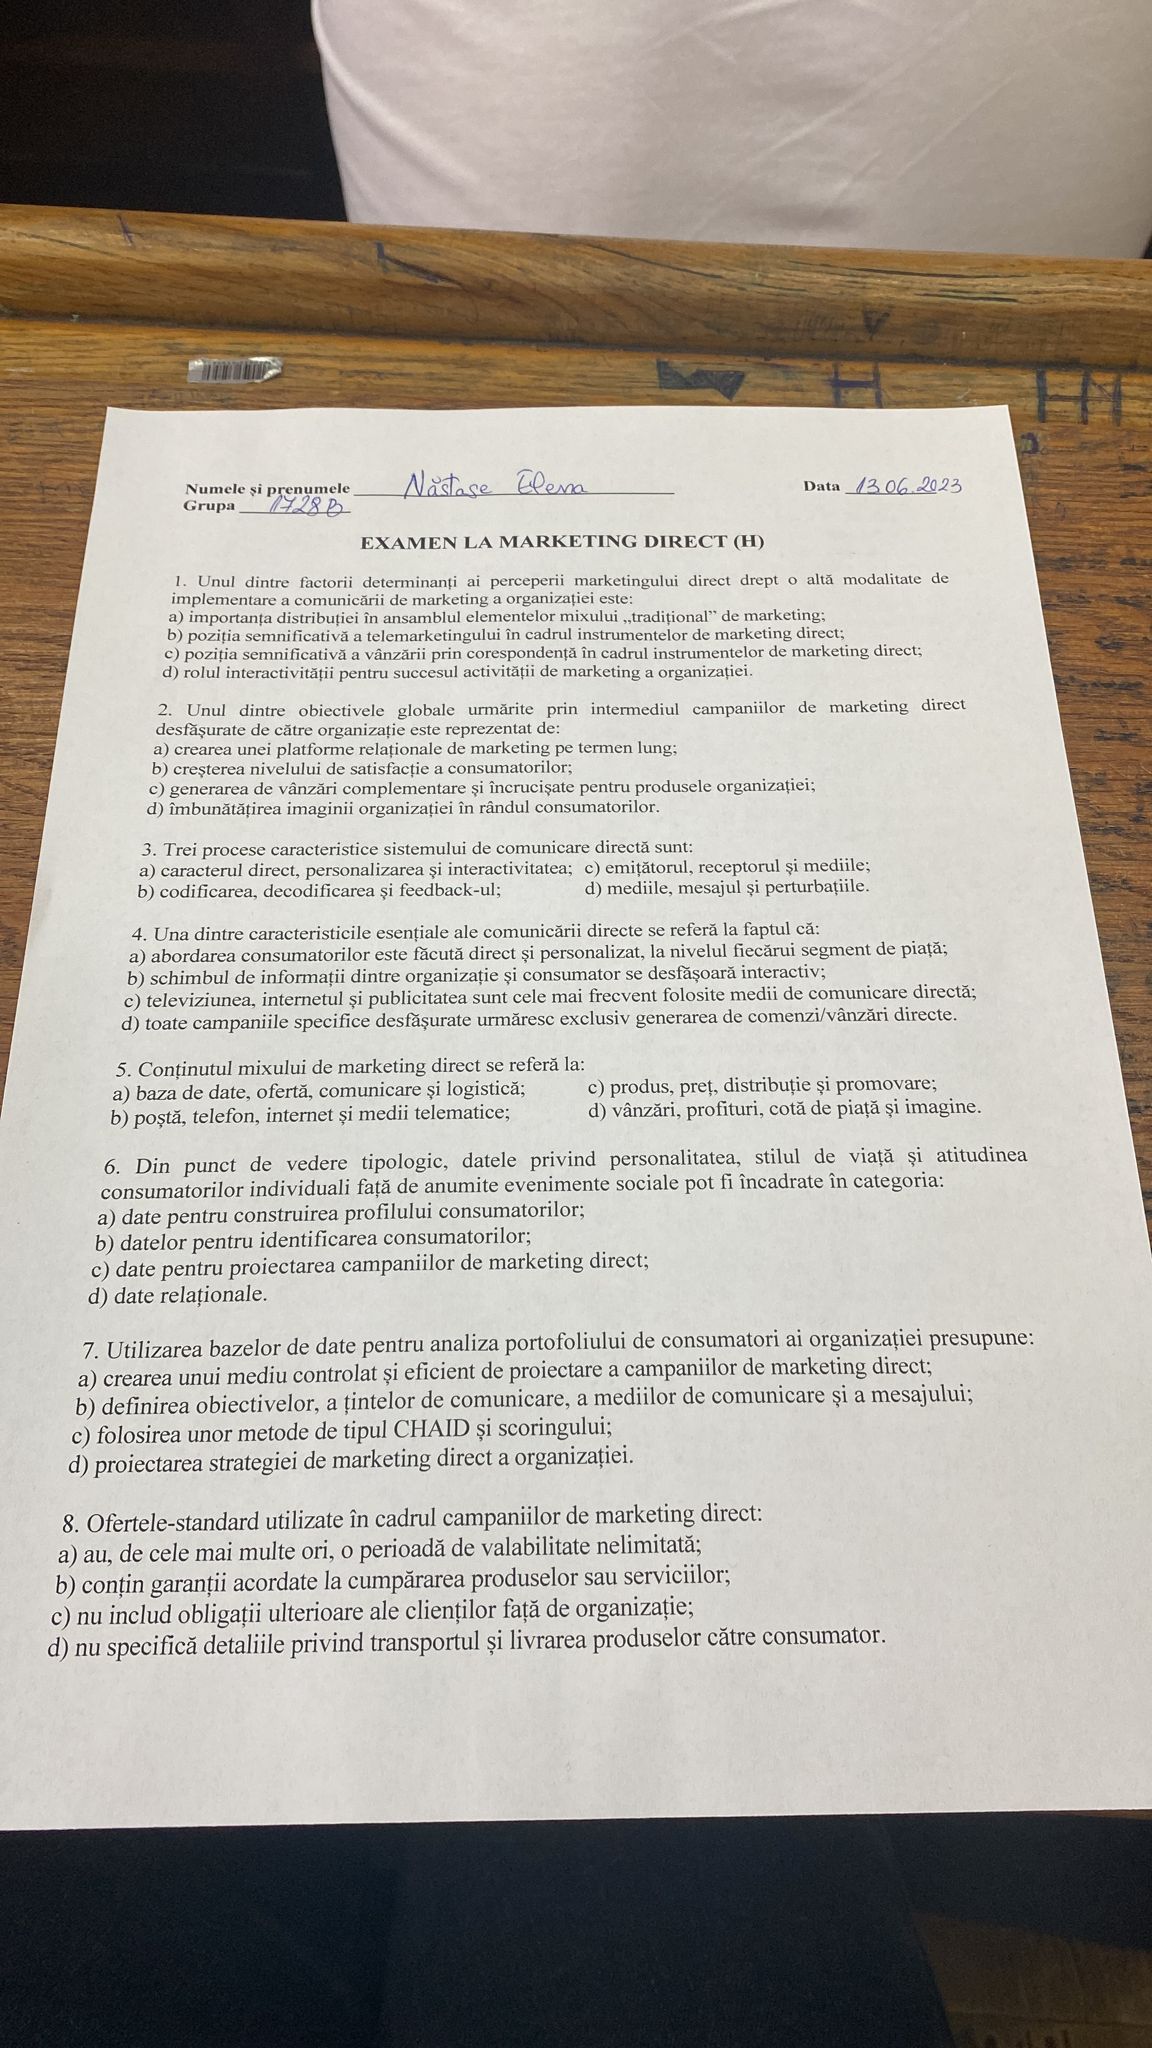 Numele și prenumele Năstase Elena Data 13.06.2023
Grupa 1728B
EXAMEN LA MARKETING DIRECT (H)
1. Unul dintre factorii determinanți ai perceperii marketingului direct drept o altă modalitate de
implementare a comunicării de marketing a organizației este:
a) importanța distribuției în ansamblul elementelor mixului „tradițional” de marketing;
b) poziția semnificativă a telemarketingului în cadrul instrumentelor de marketing direct;
c) poziția semnificativă a vânzării prin corespondență în cadrul instrumentelor de marketing direct;
d) rolul interactivității pentru succesul activității de marketing a organizației.
2. Unul dintre obiectivele globale urmărite prin intermediul campaniilor de marketing direct
desfășurate de către organizație este reprezentat de:
a) crearea unei platforme relaționale de marketing pe termen lung;
b) creșterea nivelului de satisfacție a consumatorilor;
c) generarea de vânzări complementare și încrucișate pentru produsele organizației;
d) îmbunătățirea imaginii organizației în rândul consumatorilor.
3. Trei procese caracteristice sistemului de comunicare directă sunt:
a) caracterul direct, personalizarea și interactivitatea; c) emițătorul, receptorul și mediile;
b) codificarea, decodificarea și feedback-ul; d) mediile, mesajul și perturbațiile.
4. Una dintre caracteristicile esențiale ale comunicării directe se referă la faptul că:
a) abordarea consumatorilor este făcută direct și personalizat, la nivelul fiecărui segment de piață;
b) schimbul de informații dintre organizație și consumator se desfășoară interactiv;
c) televiziunea, internetul și publicitatea sunt cele mai frecvent folosite medii de comunicare directă;
d) toate campaniile specifice desfășurate urmăresc exclusiv generarea de comenzi/vânzări directe.
5. Conținutul mixului de marketing direct se referă la:
a) baza de date, ofertă, comunicare și logistică; c) produs, preț, distribuție și promovare;
b) poștă, telefon, internet și medii telematice; d) vânzări, profituri, cotă de piață și imagine.
6. Din punct de vedere tipologic, datele privind personalitatea, stilul de viață și atitudinea
consumatorilor individuali față de anumite evenimente sociale pot fi încadrate în categoria:
a) date pentru construirea profilului consumatorilor;
b) datelor pentru identificarea consumatorilor;
c) date pentru proiectarea campaniilor de marketing direct;
d) date relaționale.
7. Utilizarea bazelor de date pentru analiza portofoliului de consumatori ai organizației presupune:
a) crearea unui mediu controlat și eficient de proiectare a campaniilor de marketing direct;
b) definirea obiectivelor, a țintelor de comunicare, a mediilor de comunicare și a mesajului;
c) folosirea unor metode de tipul CHAID și scoringului;
d) proiectarea strategiei de marketing direct a organizației.
8. Ofertele-standard utilizate în cadrul campaniilor de marketing direct:
a) au, de cele mai multe ori, o perioadă de valabilitate nelimitată;
b) conțin garanții acordate la cumpărarea produselor sau serviciilor;
c) nu includ obligații ulterioare ale clienților față de organizație;
d) nu specifică detaliile privind transportul și livrarea produselor către consumator.